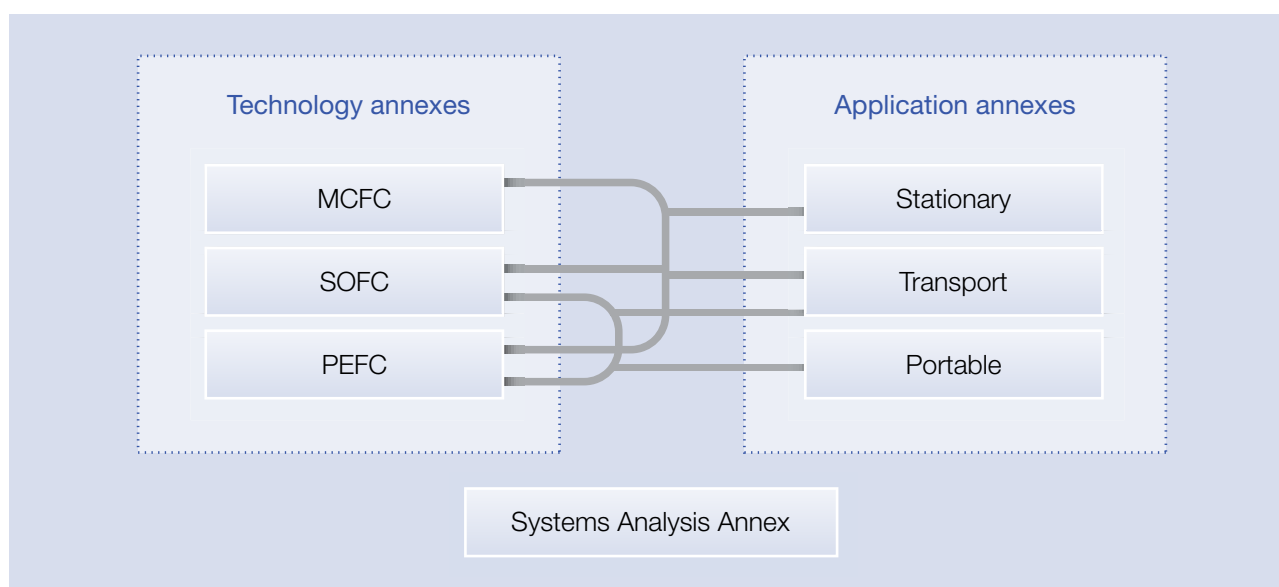 Technology annexes
MCFC
SOFC
PEFC
Application annexes
Stationary
Transport
Portable
Systems Analysis Annex